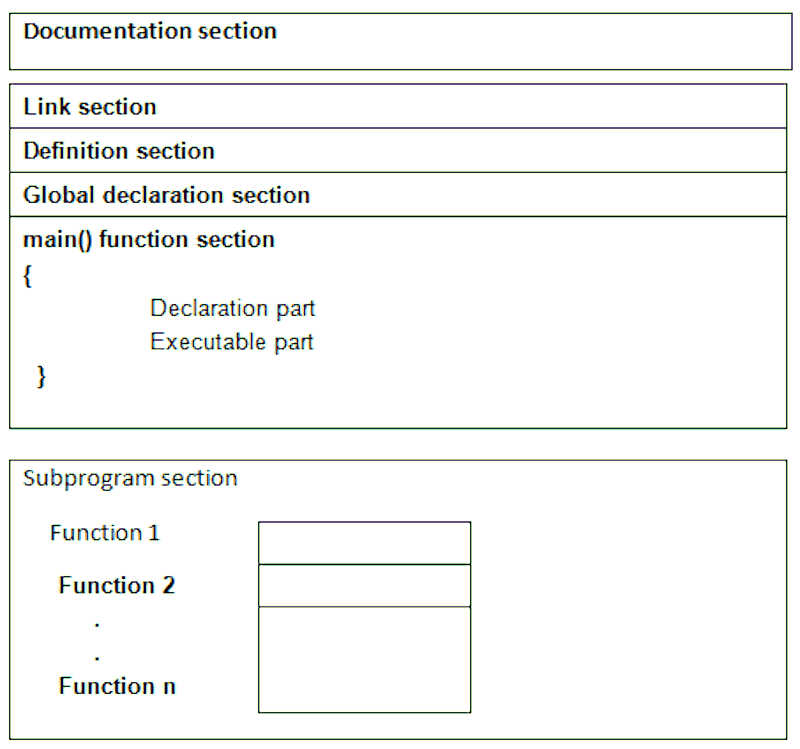 Documentation section
Link section
Definition section
Global declaration section
main() function section
{
Declaration part
Executable part
}
Subprogram section
Function 1
Function 2
.
.
Function n